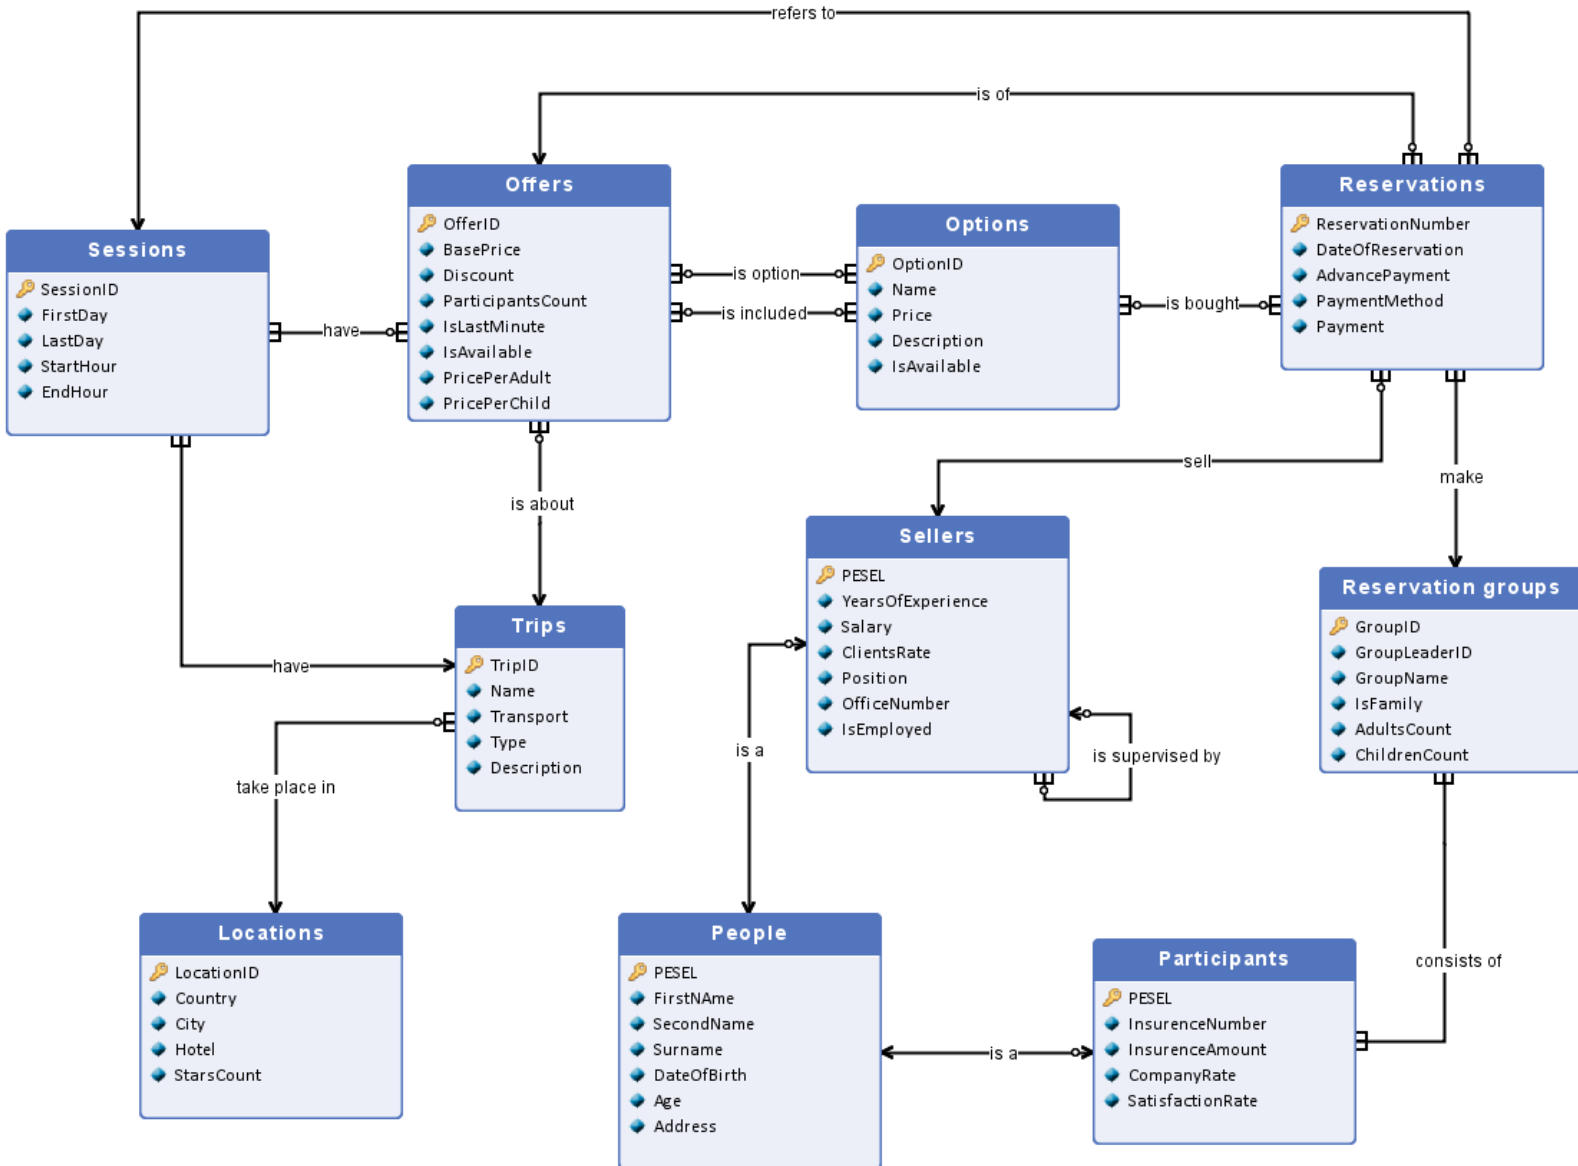 refers to
is of
Offers
OfferID
BasePrice
Discount
ParticipantsCount
IsLastMinute
IsAvailable
PricePerAdult
PricePerChild
Reservations
ReservationNumber
DateOfReservation
AdvancePayment
PaymentMethod
Payment
Options
OptionID
Name
Price
Description
IsAvailable
Sessions
SessionID
FirstDay
LastDay
StartHour
EndHour
have
is option
is included
is bought
sell
make
is about
Sellers
PESEL
YearsOfExperience
Salary
ClientsRate
Position
OfficeNumber
IsEmployed
Reservation groups
GroupID
GroupLeaderID
GroupName
IsFamily
AdultsCount
ChildrenCount
Trips
TripID
Name
Transport
Type
Description
have
is a
is supervised by
take place in
Locations
LocationID
Country
City
Hotel
StarsCount
People
PESEL
FirstNAme
SecondName
Surname
DateOfBirth
Age
Address
Participants
PESEL
InsurenceNumber
InsurenceAmount
CompanyRate
SatisfactionRate
consists of
is a